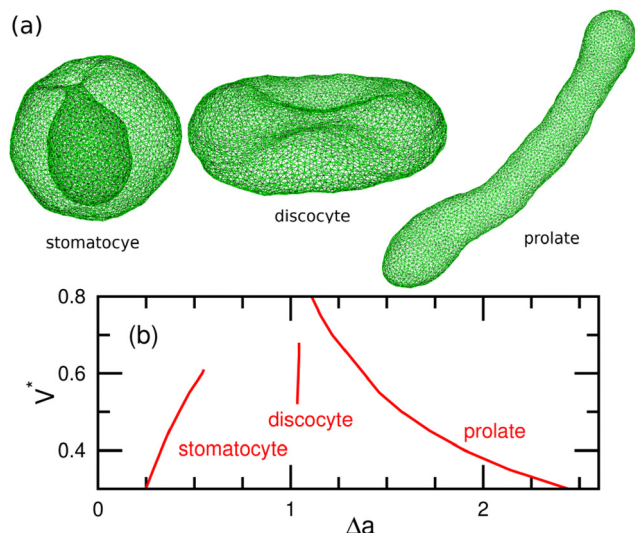 (a)
stomatocye
discocyte
prolate
(b)
0.8
0.6
0.4
V*
stomatocyte
discocyte
prolate
0 1 2
Δa